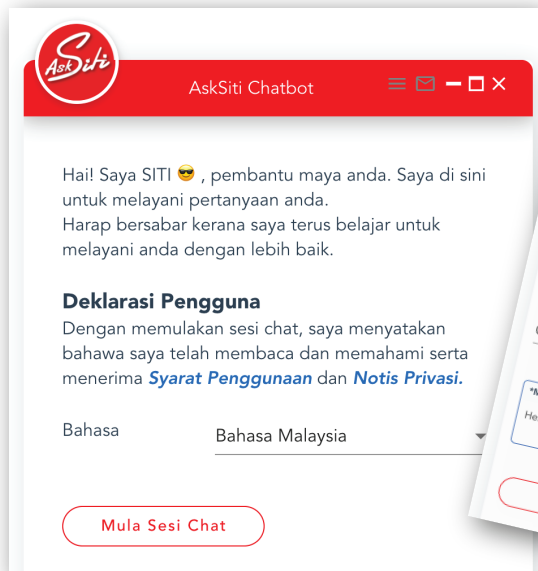 AskSiti
AskSiti Chatbot
Hai! Saya SITI 😎 , pembantu maya anda. Saya di sini
untuk melayani pertanyaan anda.
Harap bersabar kerana saya terus belajar untuk
melayani anda dengan lebih baik.
Deklarasi Pengguna
Dengan memulakan sesi chat, saya menyatakan
bahawa saya telah membaca dan memahami serta
menerima Syarat Penggunaan dan Notis Privasi.
Bahasa
Bahasa Malaysia
Mula Sesi Chat